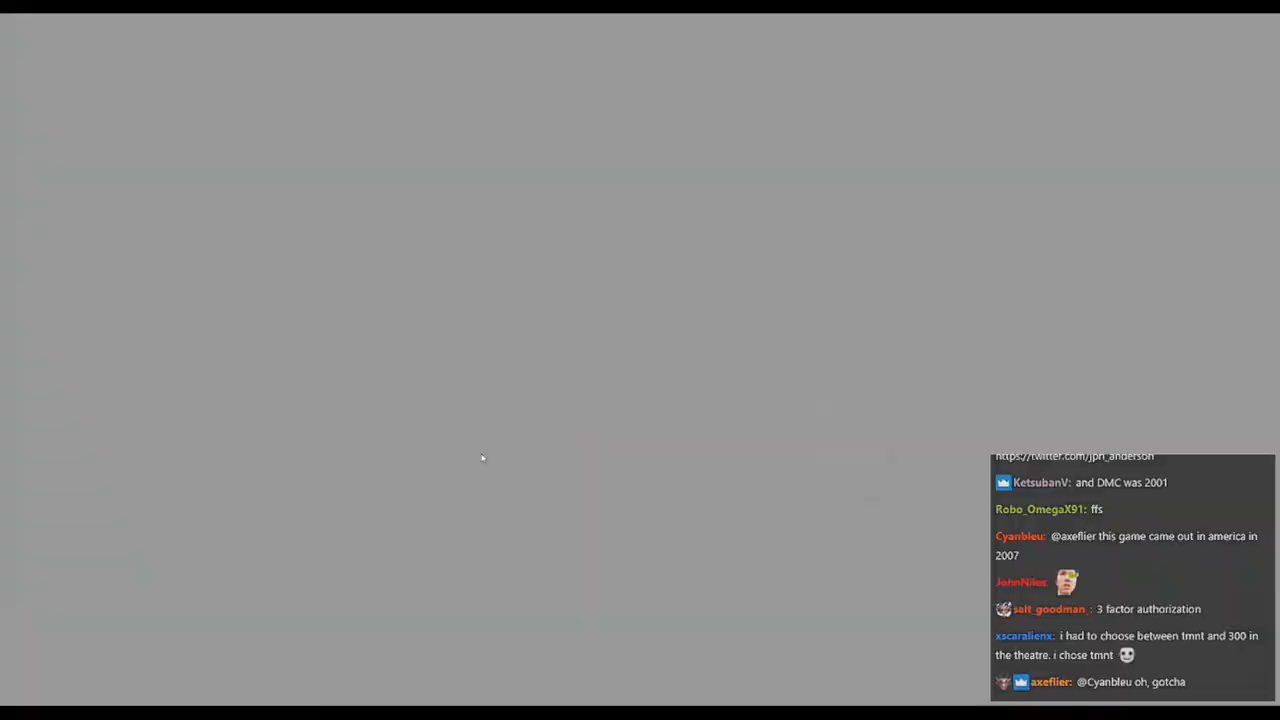 https://twitter.com/jpn_anderson
KetsubanV: and DMC was 2001
Robo_OmegaX91: ffs
Cyanbleu: @axeflier this game came out in america in
2007
JohnNilez:
salt_goodman_: 3 factor authorization
xscaralienx: i had to choose between tmnt and 300 in
the theatre. i chose tmnt
axeflier: @Cyanbleu oh, gotcha